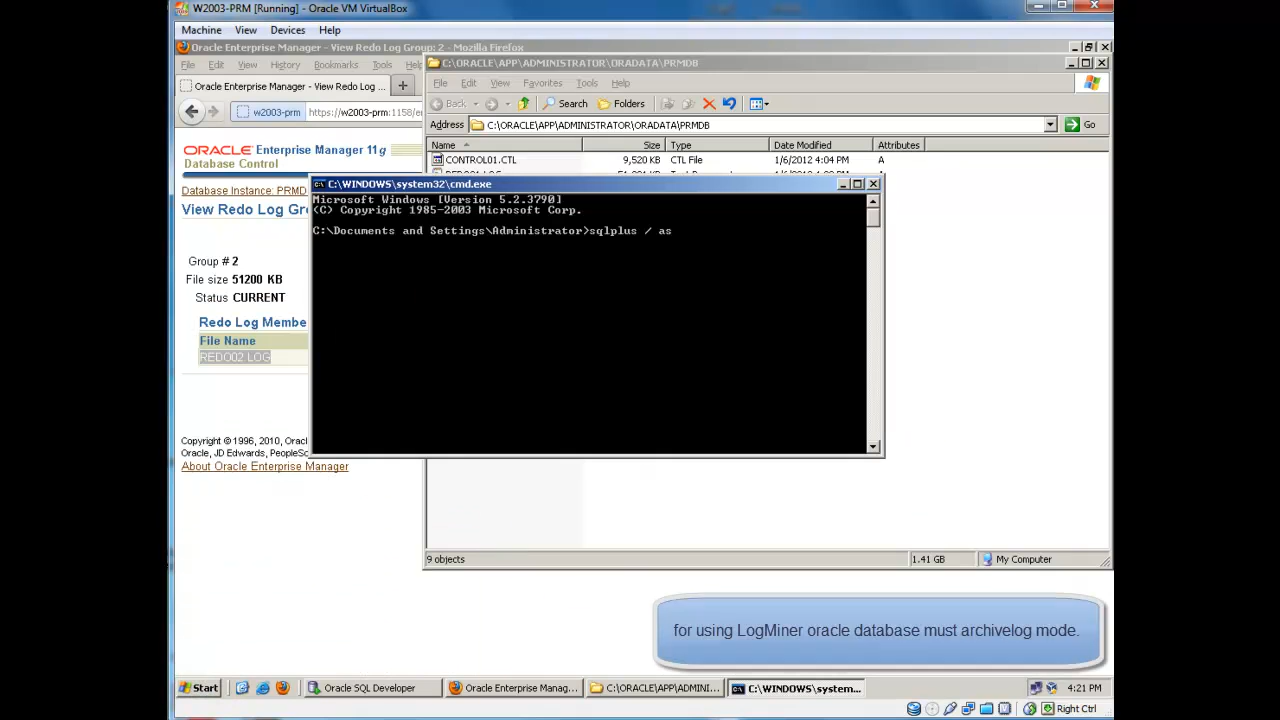 W2003-PRM [Running] - Oracle VM VirtualBox
Machine View Devices Help
Oracle Enterprise Manager - View Redo Log Group: 2 - Mozilla Firefox
File Edit View History Bookmarks Tools
Oracle Enterprise Manager - View Redo Log ...
w2003-prm https://w2003-prm:1158/
C:\ORACLE\APP\ADMINISTRATOR\ORADATA\PRMDB
File Edit View Favorites Tools Help
Back Search Folders
Address C:\ORACLE\APP\ADMINISTRATOR\ORADATA\PRMDB Go
Name Size Type Date Modified Attributes
CONTROL01.CTL 9,520 KB CTL File 1/6/2012 4:04 PM A
ORACLE Enterprise Manager 11g
Database Control
Database Instance: PRMD
View Redo Log Gr
Group # 2
File size 51200 KB
Status CURRENT
Redo Log Membe
File Name
REDO02.LOG
Copyright © 1996, 2010, Oracl
Oracle, JD Edwards, PeopleS
About Oracle Enterprise Manager
C:\WINDOWS\system32\cmd.exe
Microsoft Windows [Version 5.2.3790]
(C) Copyright 1985-2003 Microsoft Corp.
C:\Documents and Settings\Administrator>sqlplus / as
9 objects 1.41 GB My Computer
for using LogMiner oracle database must archivelog mode.
Start Oracle SQL Developer Oracle Enterprise Manag... C:\ORACLE\APP\ADMINI... C:\WINDOWS\system... 4:21 PM
Right Ctrl